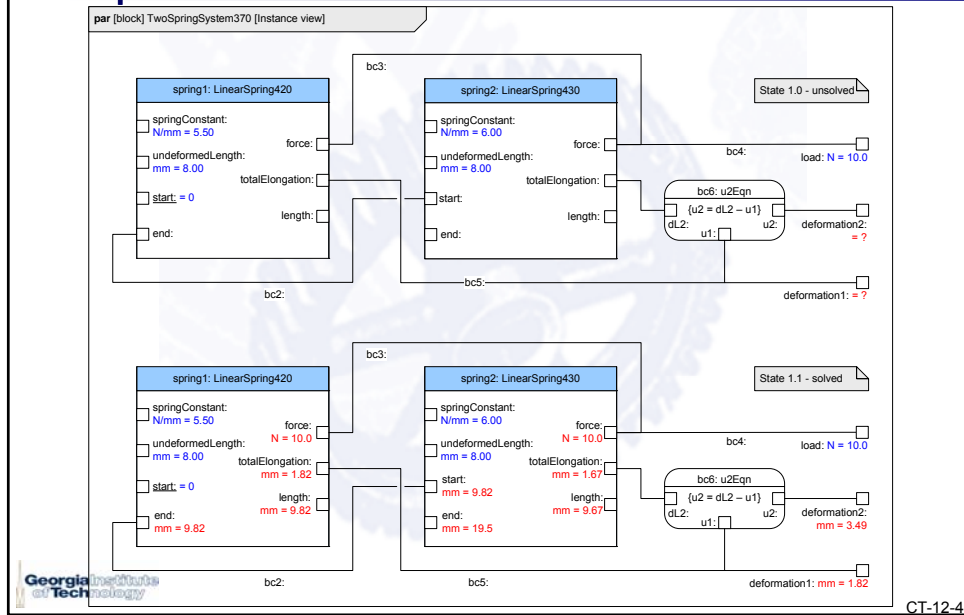 par [block] TwoSpringSystem370 [Instance view]
bc3:
spring1: LinearSpring420
springConstant:
N/mm = 5.50
force:
undeformedLength:
mm = 8.00
totalElongation:
start: = 0
length:
end:
spring2: LinearSpring430
springConstant:
N/mm = 6.00
force:
undeformedLength:
mm = 8.00
totalElongation:
start:
length:
end:
State 1.0 - unsolved
bc4:
load: N = 10.0
bc6: u2Eqn
{u2 = dL2 – u1}
dL2:
u2:
u1:
deformation2:
= ?
bc5:
bc2:
deformation1: = ?
bc3:
spring1: LinearSpring420
springConstant:
N/mm = 5.50
force:
N = 10.0
undeformedLength:
mm = 8.00
totalElongation:
mm = 1.82
start: = 0
length:
mm = 9.82
end:
mm = 9.82
spring2: LinearSpring430
springConstant:
N/mm = 6.00
force:
N = 10.0
undeformedLength:
mm = 8.00
totalElongation:
mm = 1.67
start:
mm = 9.82
length:
mm = 9.67
end:
mm = 19.5
State 1.1 - solved
bc4:
load: N = 10.0
bc6: u2Eqn
{u2 = dL2 – u1}
dL2:
u2:
u1:
deformation2:
mm = 3.49
bc2:
bc5:
deformation1: mm = 1.82
Georgia Institute
of Technology
CT-12-4